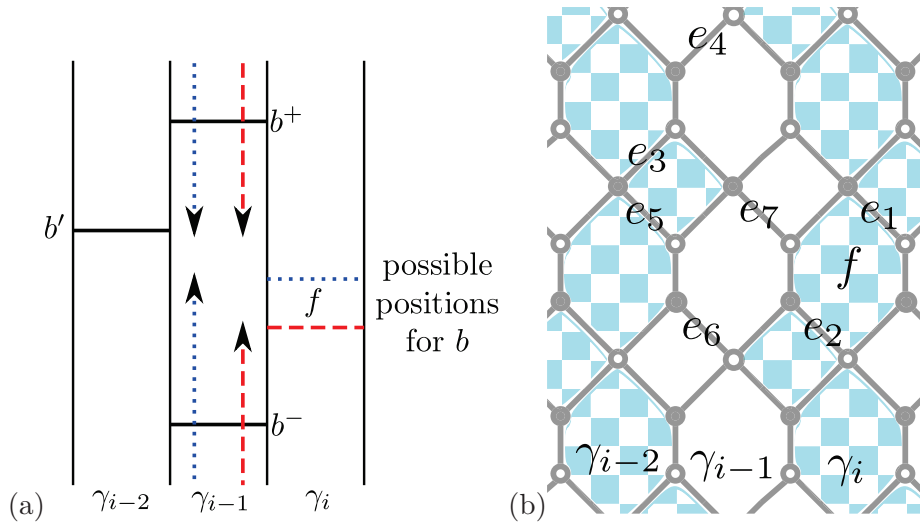 b⁺
b′
possible
positions
for b
f
b⁻
(a)
γᵢ₋₂
γᵢ₋₁
γᵢ
e₄
e₃
e₅
e₇
e₁
f
e₆
e₂
γᵢ₋₂
γᵢ₋₁
γᵢ
(b)